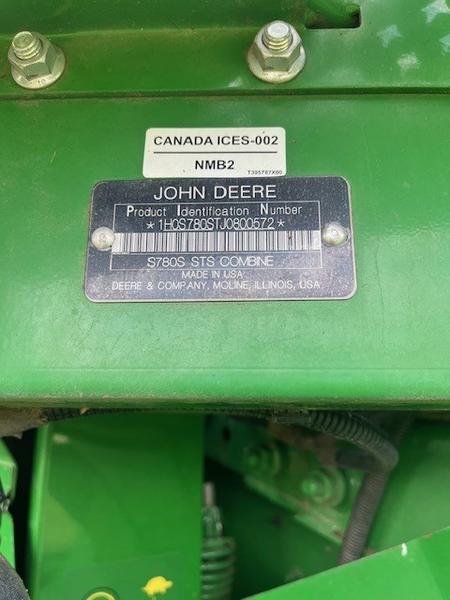 CANADA ICES-002
NMB2
T395787X60
JOHN DEERE
Product Identification Number
*1H0S780STJ0800572*
S780S STS COMBINE
MADE IN USA
DEERE & COMPANY, MOLINE, ILLINOIS, USA